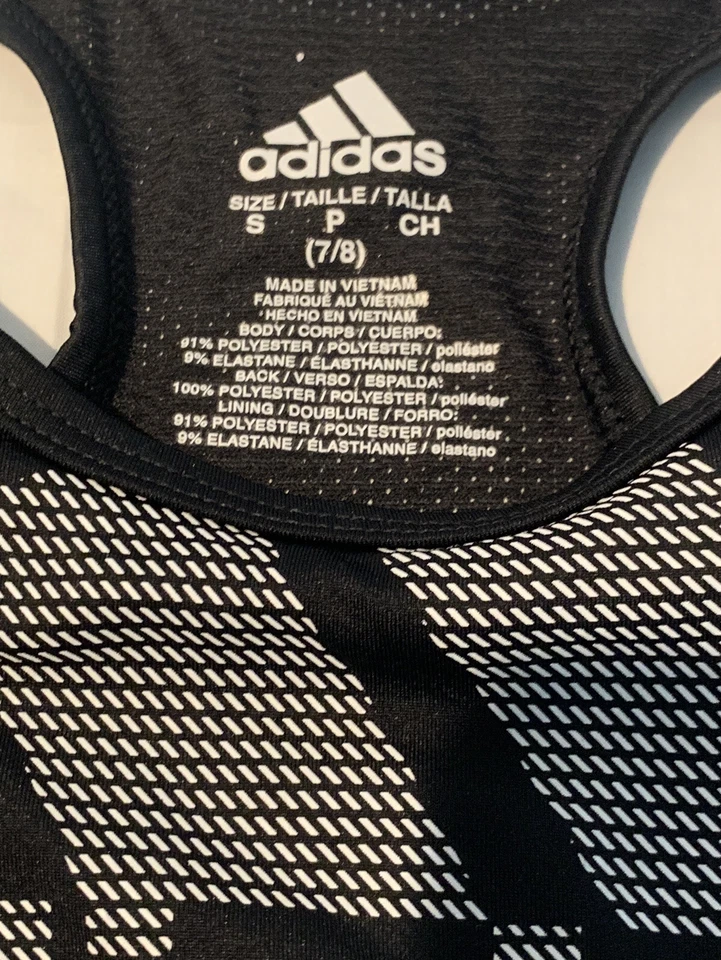 adidas
SIZE / TAILLE / TALLA
S P CH
(7/8)
MADE IN VIETNAM
FABRIQUÉ AU VIÊTNAM
HECHO EN VIETNAM
BODY / CORPS / CUERPO:
91% POLYESTER / POLYESTER / poliéster
9% ELASTANE / ÉLASTHANNE / elastano
BACK / VERSO / ESPALDA:
100% POLYESTER / POLYESTER / poliéster
LINING / DOUBLURE / FORRO:
91% POLYESTER / POLYESTER / poliéster
9% ELASTANE / ÉLASTHANNE / elastano